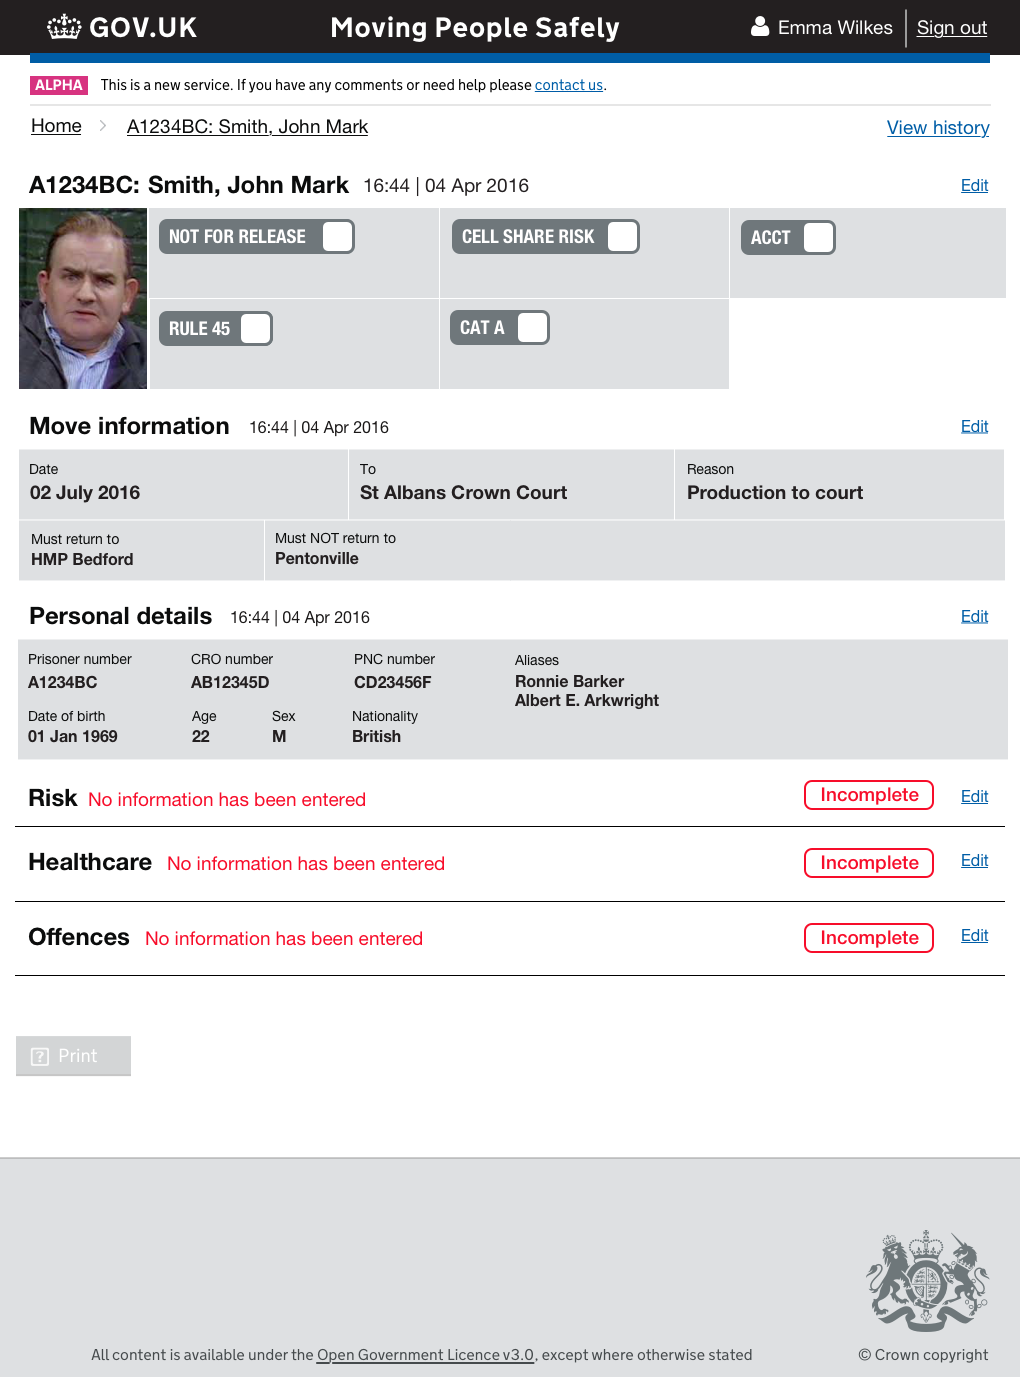 GOV.UK Moving People Safely Emma Wilkes Sign out
ALPHA This is a new service. If you have any comments or need help please contact us.
Home A1234BC: Smith, John Mark View history
A1234BC: Smith, John Mark 16:44 | 04 Apr 2016 Edit
NOT FOR RELEASE CELL SHARE RISK ACCT
RULE 45 CAT A
Move information 16:44 | 04 Apr 2016 Edit
Date To Reason
02 July 2016 St Albans Crown Court Production to court
Must return to Must NOT return to
HMP Bedford Pentonville
Personal details 16:44 | 04 Apr 2016 Edit
Prisoner number CRO number PNC number Aliases
A1234BC AB12345D CD23456F Ronnie Barker
Albert E. Arkwright
Date of birth Age Sex Nationality
01 Jan 1969 22 M British
Risk No information has been entered Incomplete Edit
Healthcare No information has been entered Incomplete Edit
Offences No information has been entered Incomplete Edit
? Print
All content is available under the Open Government Licence v3.0, except where otherwise stated © Crown copyright